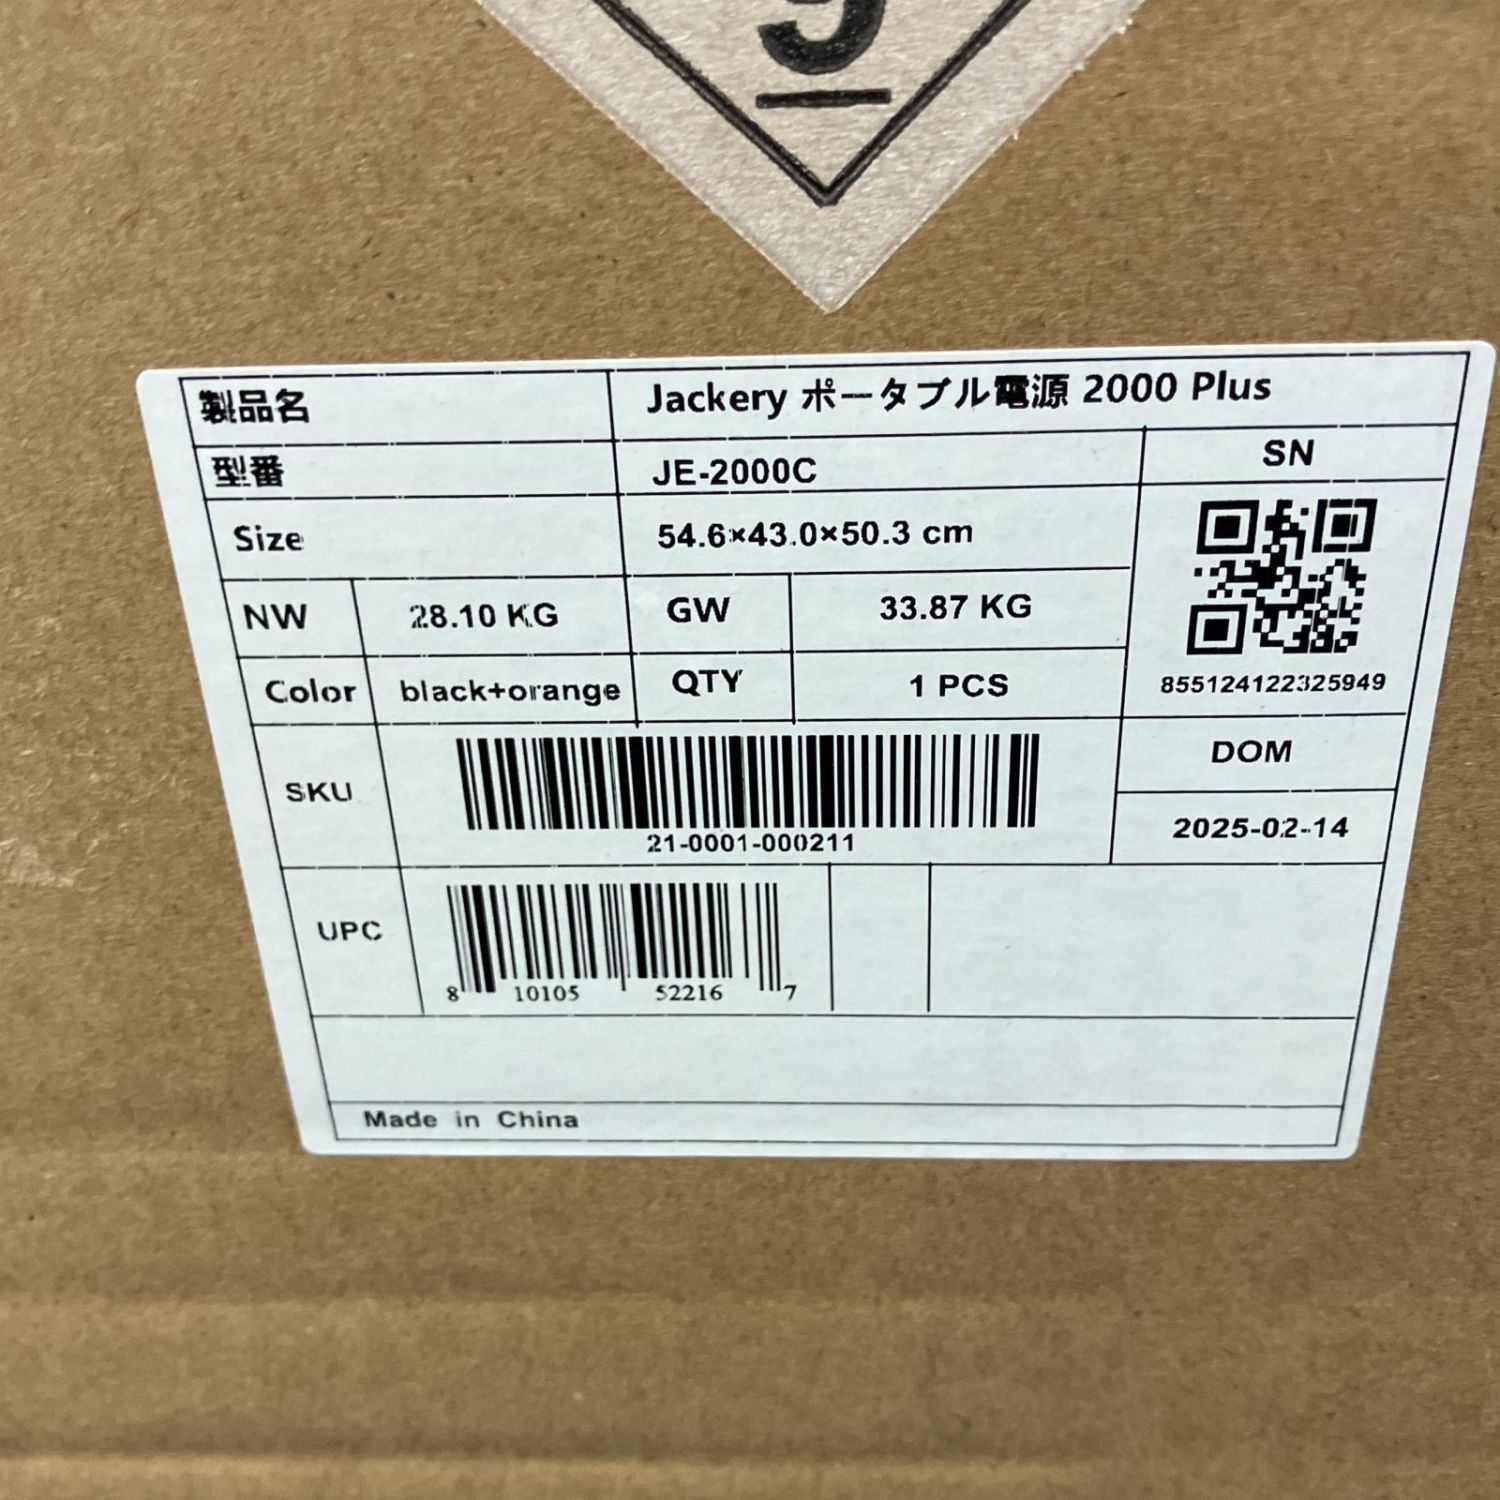 9
製品名 Jackery ポータブル電源 2000 Plus
型番 JE-2000C SN
Size 54.6×43.0×50.3 cm
NW 28.10 KG GW 33.87 KG
Color black+orange QTY 1 PCS
855124122325949
SKU 21-0001-000211
DOM
2025-02-14
UPC 8 10105 52216 7
Made in China